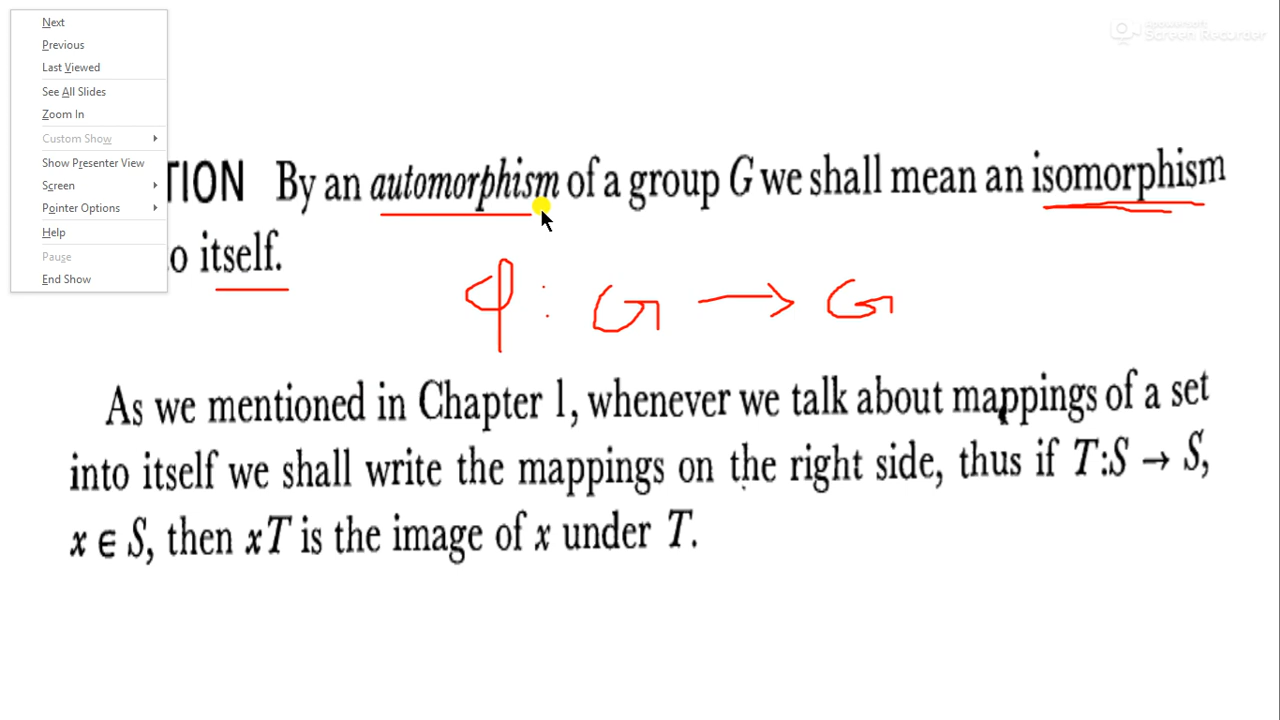 Next
Previous
Last Viewed
See All Slides
Zoom In
Custom Show
Show Presenter View
Screen
Pointer Options
Help
Pause
End Show
Apowersoft
Screen Recorder
TION By an automorphism of a group G we shall mean an isomorphism
o itself.
φ : G → G
As we mentioned in Chapter 1, whenever we talk about mappings of a set
into itself we shall write the mappings on the right side, thus if T:S → S,
x ∈ S, then xT is the image of x under T.